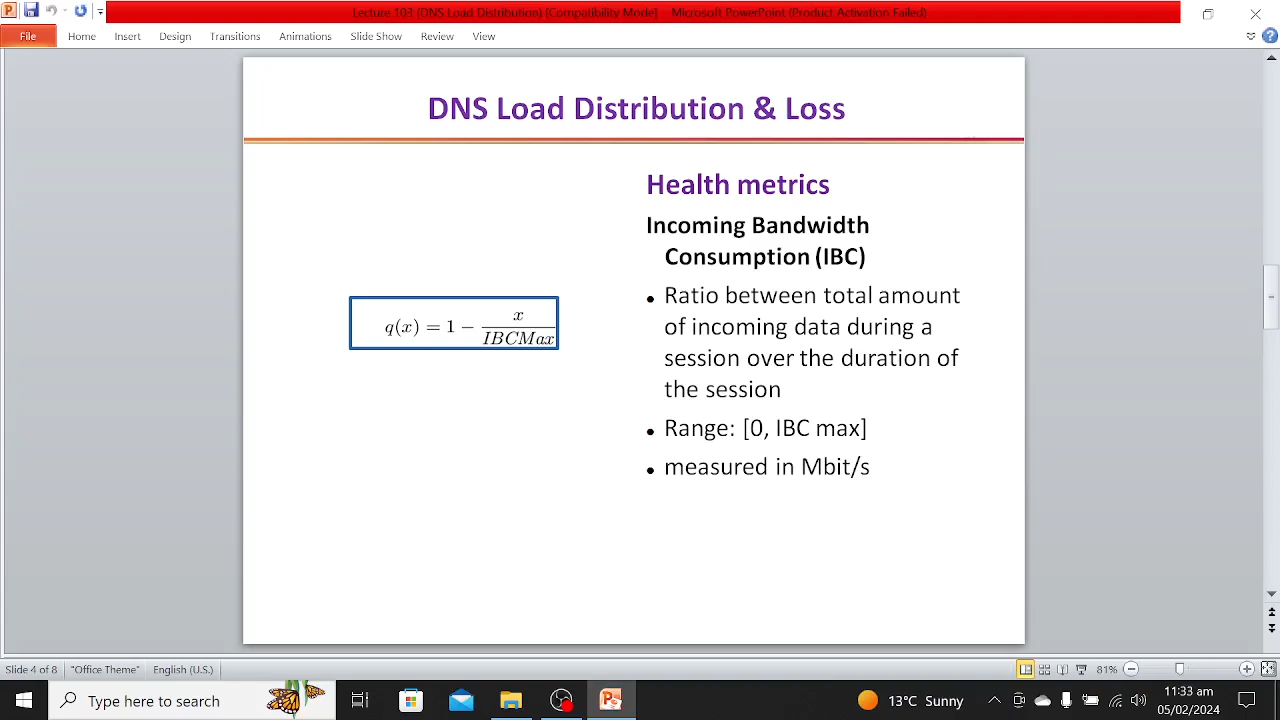 Lecture 103 (DNS Load Distribution) [Compatibility Mode] - Microsoft PowerPoint (Product Activation Failed)
File Home Insert Design Transitions Animations Slide Show Review View
DNS Load Distribution & Loss
Health metrics
Incoming Bandwidth
Consumption (IBC)
• Ratio between total amount
of incoming data during a
session over the duration of
the session
• Range: [0, IBC max]
• measured in Mbit/s
q(x) = 1 − x / IBCMax
Slide 4 of 8 "Office Theme" English (U.S.) 81%
Type here to search 13°C Sunny 11:33 am
05/02/2024